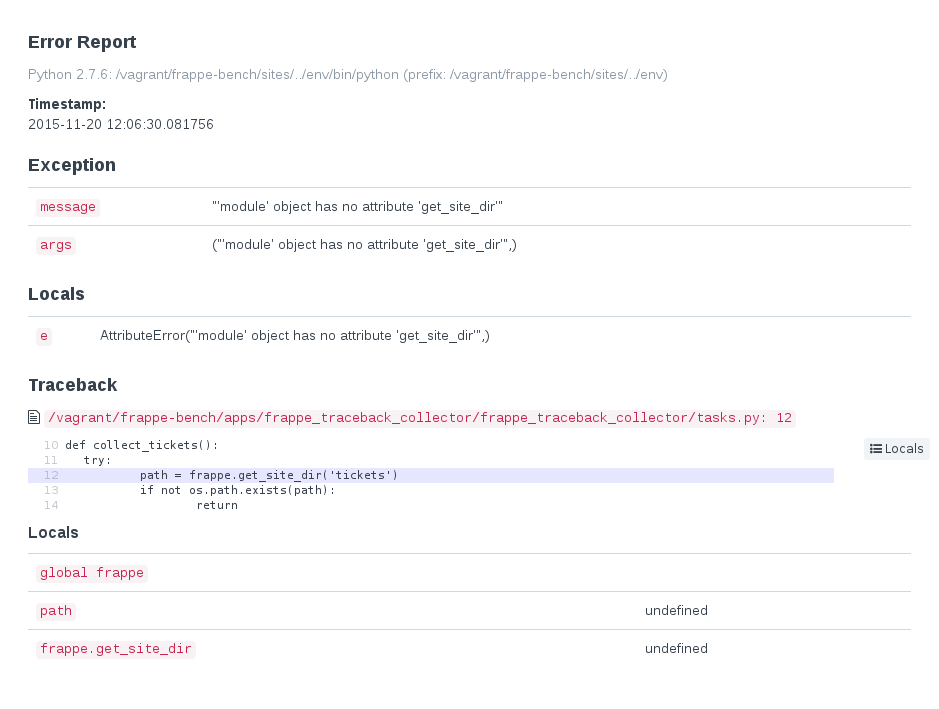 Error Report
Python 2.7.6: /vagrant/frappe-bench/sites/../env/bin/python (prefix: /vagrant/frappe-bench/sites/../env)
Timestamp:
2015-11-20 12:06:30.081756
Exception
message "'module' object has no attribute 'get_site_dir'"
args ("'module' object has no attribute 'get_site_dir'",)
Locals
e AttributeError("'module' object has no attribute 'get_site_dir'",)
Traceback
/vagrant/frappe-bench/apps/frappe_traceback_collector/frappe_traceback_collector/tasks.py: 12
10 def collect_tickets():
Locals
11 try:
12 path = frappe.get_site_dir('tickets')
13 if not os.path.exists(path):
14 return
Locals
global frappe
path undefined
frappe.get_site_dir undefined